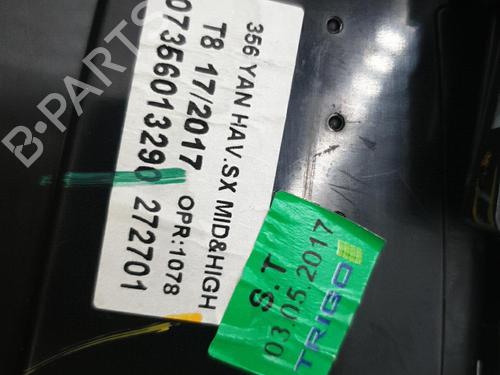 356 YAN HAV.SX MID&HIGH
T8 17/2017 OPR:1078
07356013290 272701
S.T
03.05.2017
TRIGO
B-PARTS